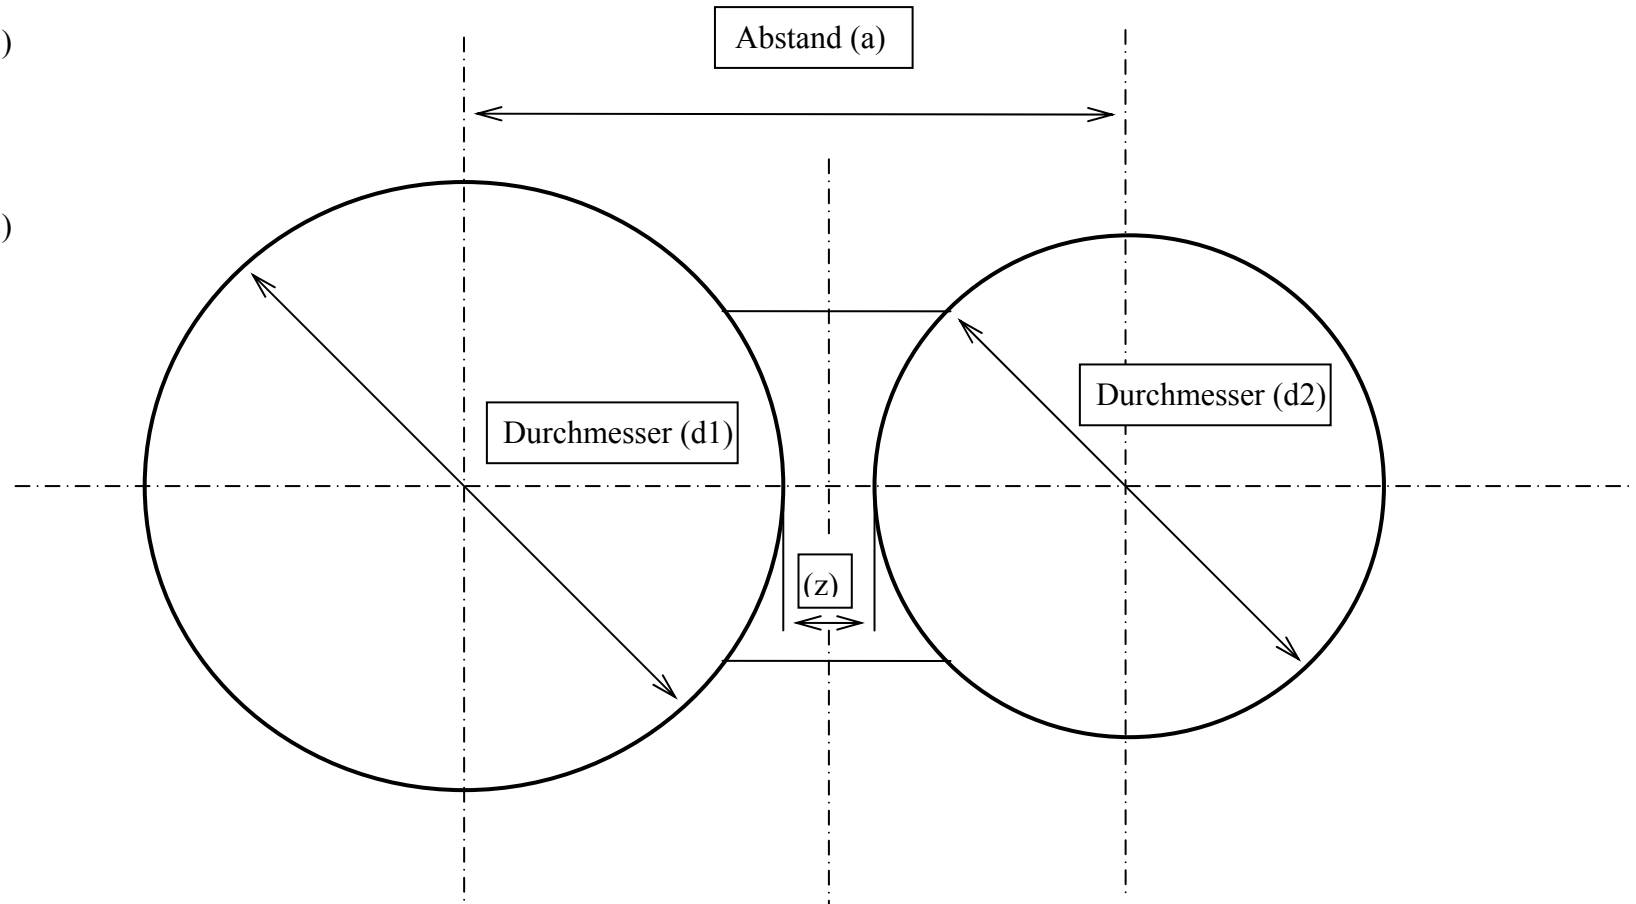 )
Abstand (a)
)
Durchmesser (d2)
Durchmesser (d1)
(z)